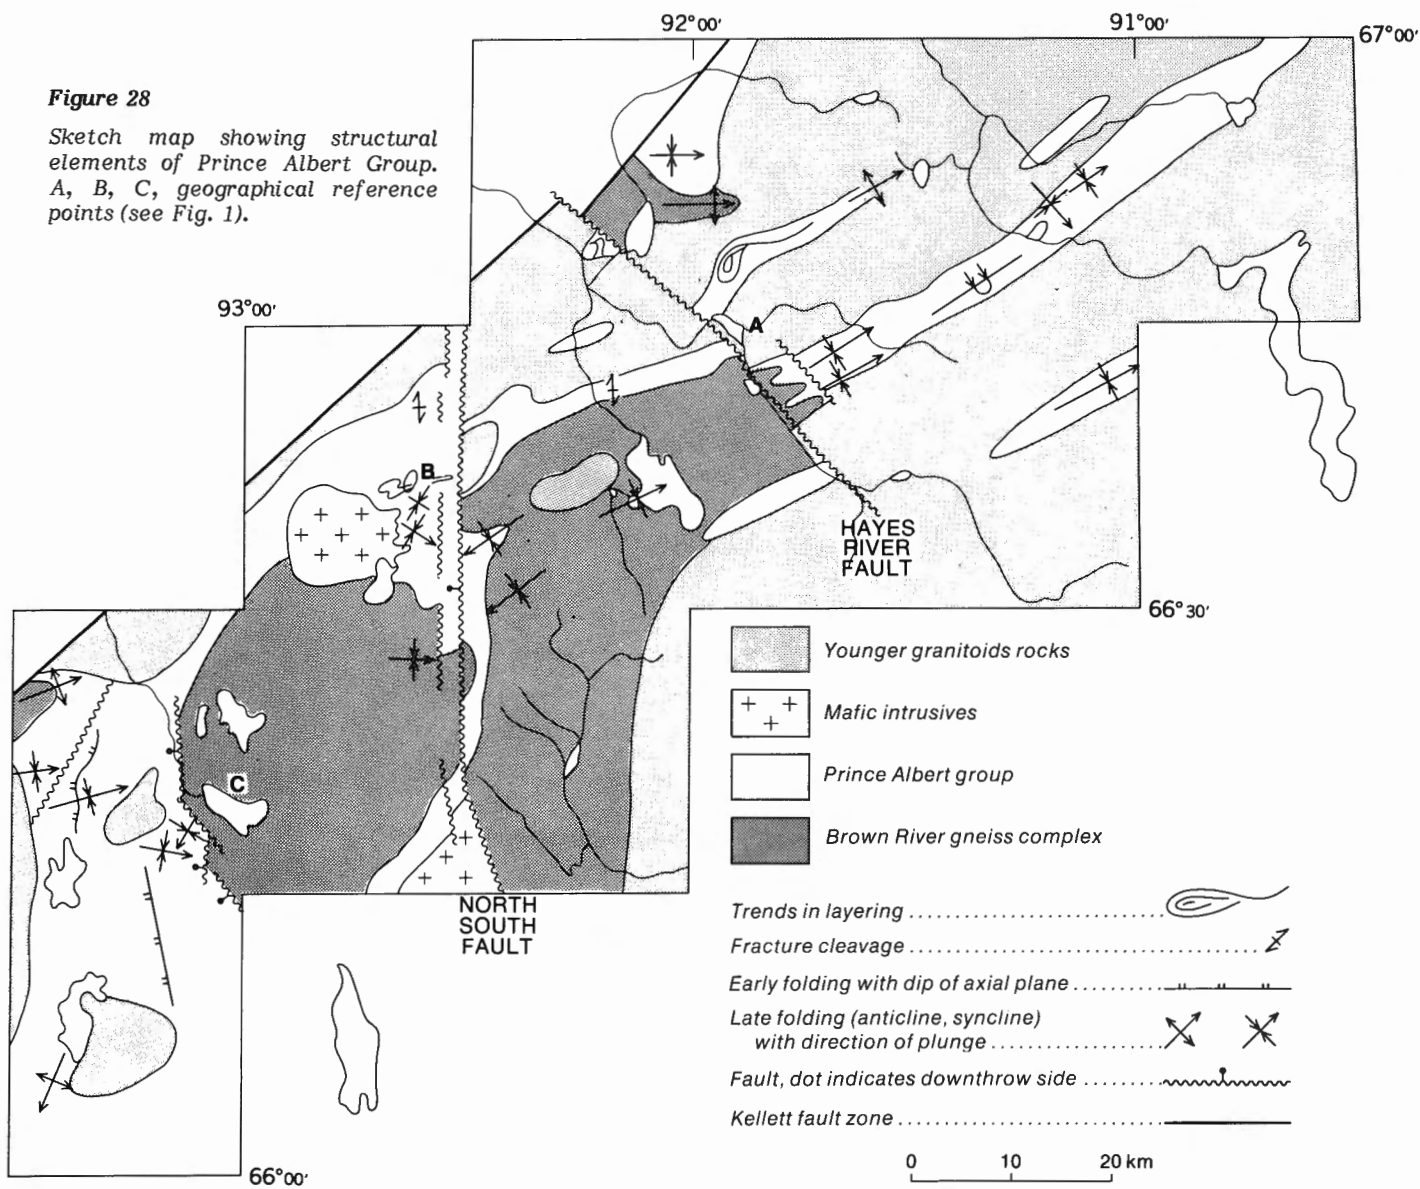 92°00'
91°00'
67°00'
Figure 28
Sketch map showing structural
elements of Prince Albert Group.
A, B, C, geographical reference
points (see Fig. 1).
93°00'
A
B
HAYES
RIVER
FAULT
66°30'
C
NORTH
SOUTH
FAULT
66°00'
Younger granitoids rocks
Mafic intrusives
Prince Albert group
Brown River gneiss complex
Trends in layering
Fracture cleavage
Early folding with dip of axial plane
Late folding (anticline, syncline)
with direction of plunge
Fault, dot indicates downthrow side
Kellett fault zone
0 10 20 km